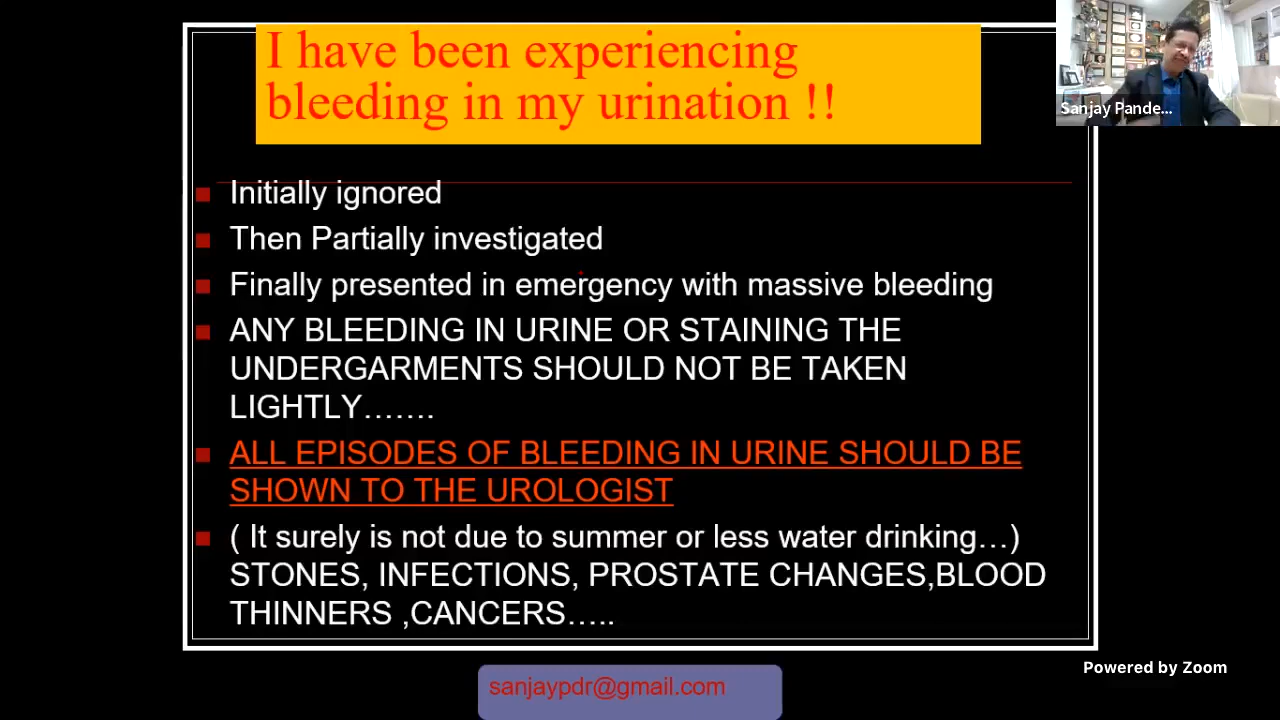 I have been experiencing
bleeding in my urination !!
Sanjay Pande...
Initially ignored
Then Partially investigated
Finally presented in emergency with massive bleeding
ANY BLEEDING IN URINE OR STAINING THE
UNDERGARMENTS SHOULD NOT BE TAKEN
LIGHTLY…….
ALL EPISODES OF BLEEDING IN URINE SHOULD BE
SHOWN TO THE UROLOGIST
( It surely is not due to summer or less water drinking…)
STONES, INFECTIONS, PROSTATE CHANGES,BLOOD
THINNERS ,CANCERS…..
Powered by Zoom
sanjaypdr@gmail.com